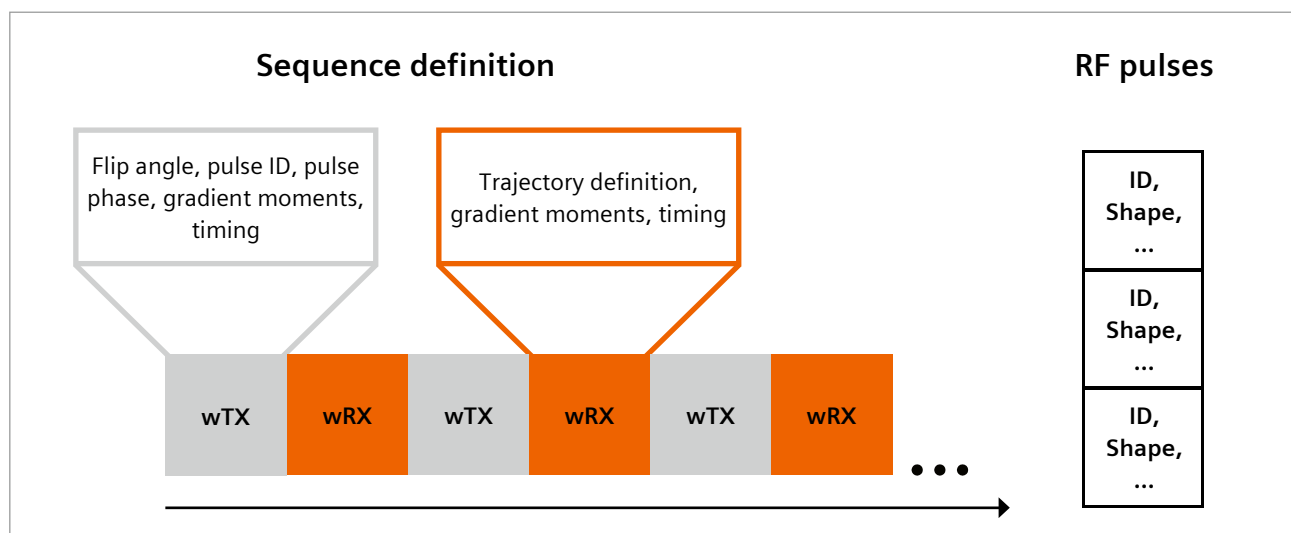 Sequence definition
RF pulses
Flip angle, pulse ID, pulse
phase, gradient moments,
timing
Trajectory definition,
gradient moments, timing
wTX
wRX
wTX
wRX
wTX
wRX
ID,
Shape,
...
ID,
Shape,
...
ID,
Shape,
...